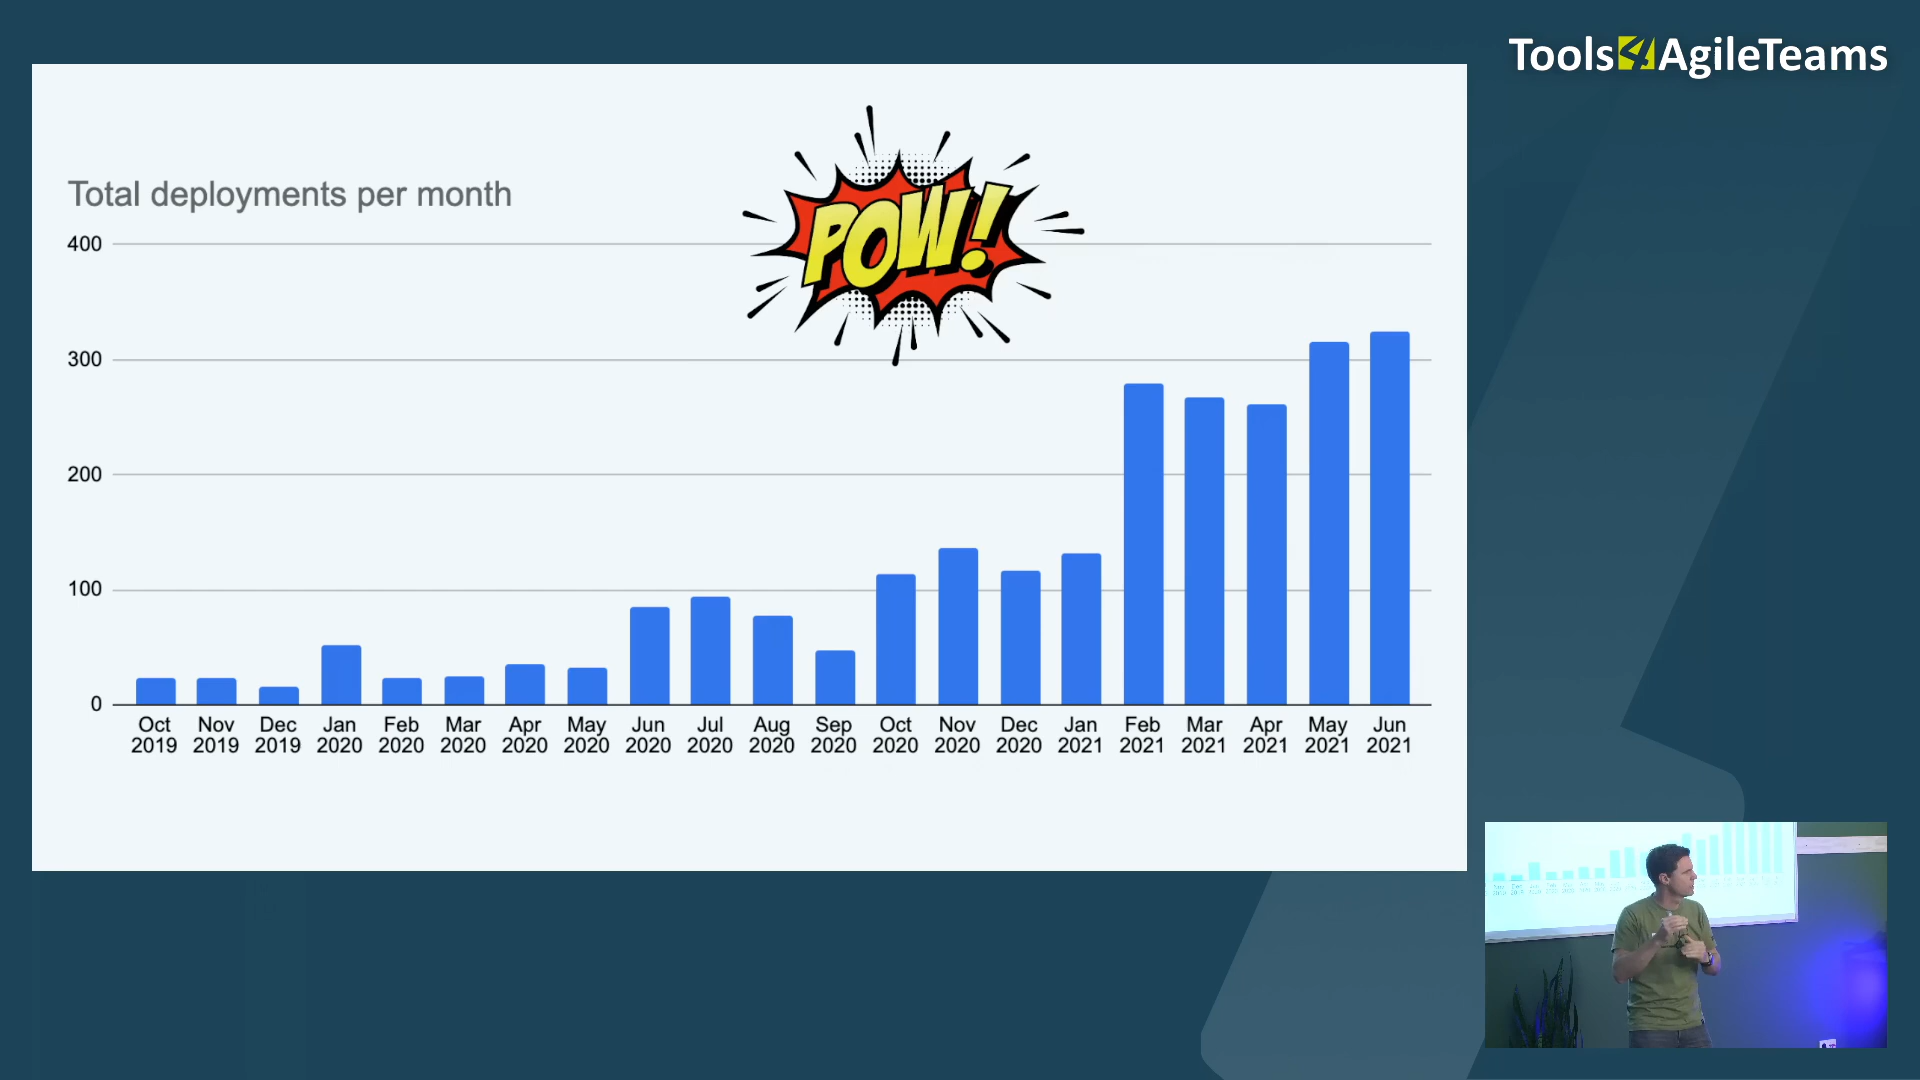 Tools4AgileTeams
Total deployments per month
POW!
400
300
200
100
0
Oct 2019
Nov 2019
Dec 2019
Jan 2020
Feb 2020
Mar 2020
Apr 2020
May 2020
Jun 2020
Jul 2020
Aug 2020
Sep 2020
Oct 2020
Nov 2020
Dec 2020
Jan 2021
Feb 2021
Mar 2021
Apr 2021
May 2021
Jun 2021